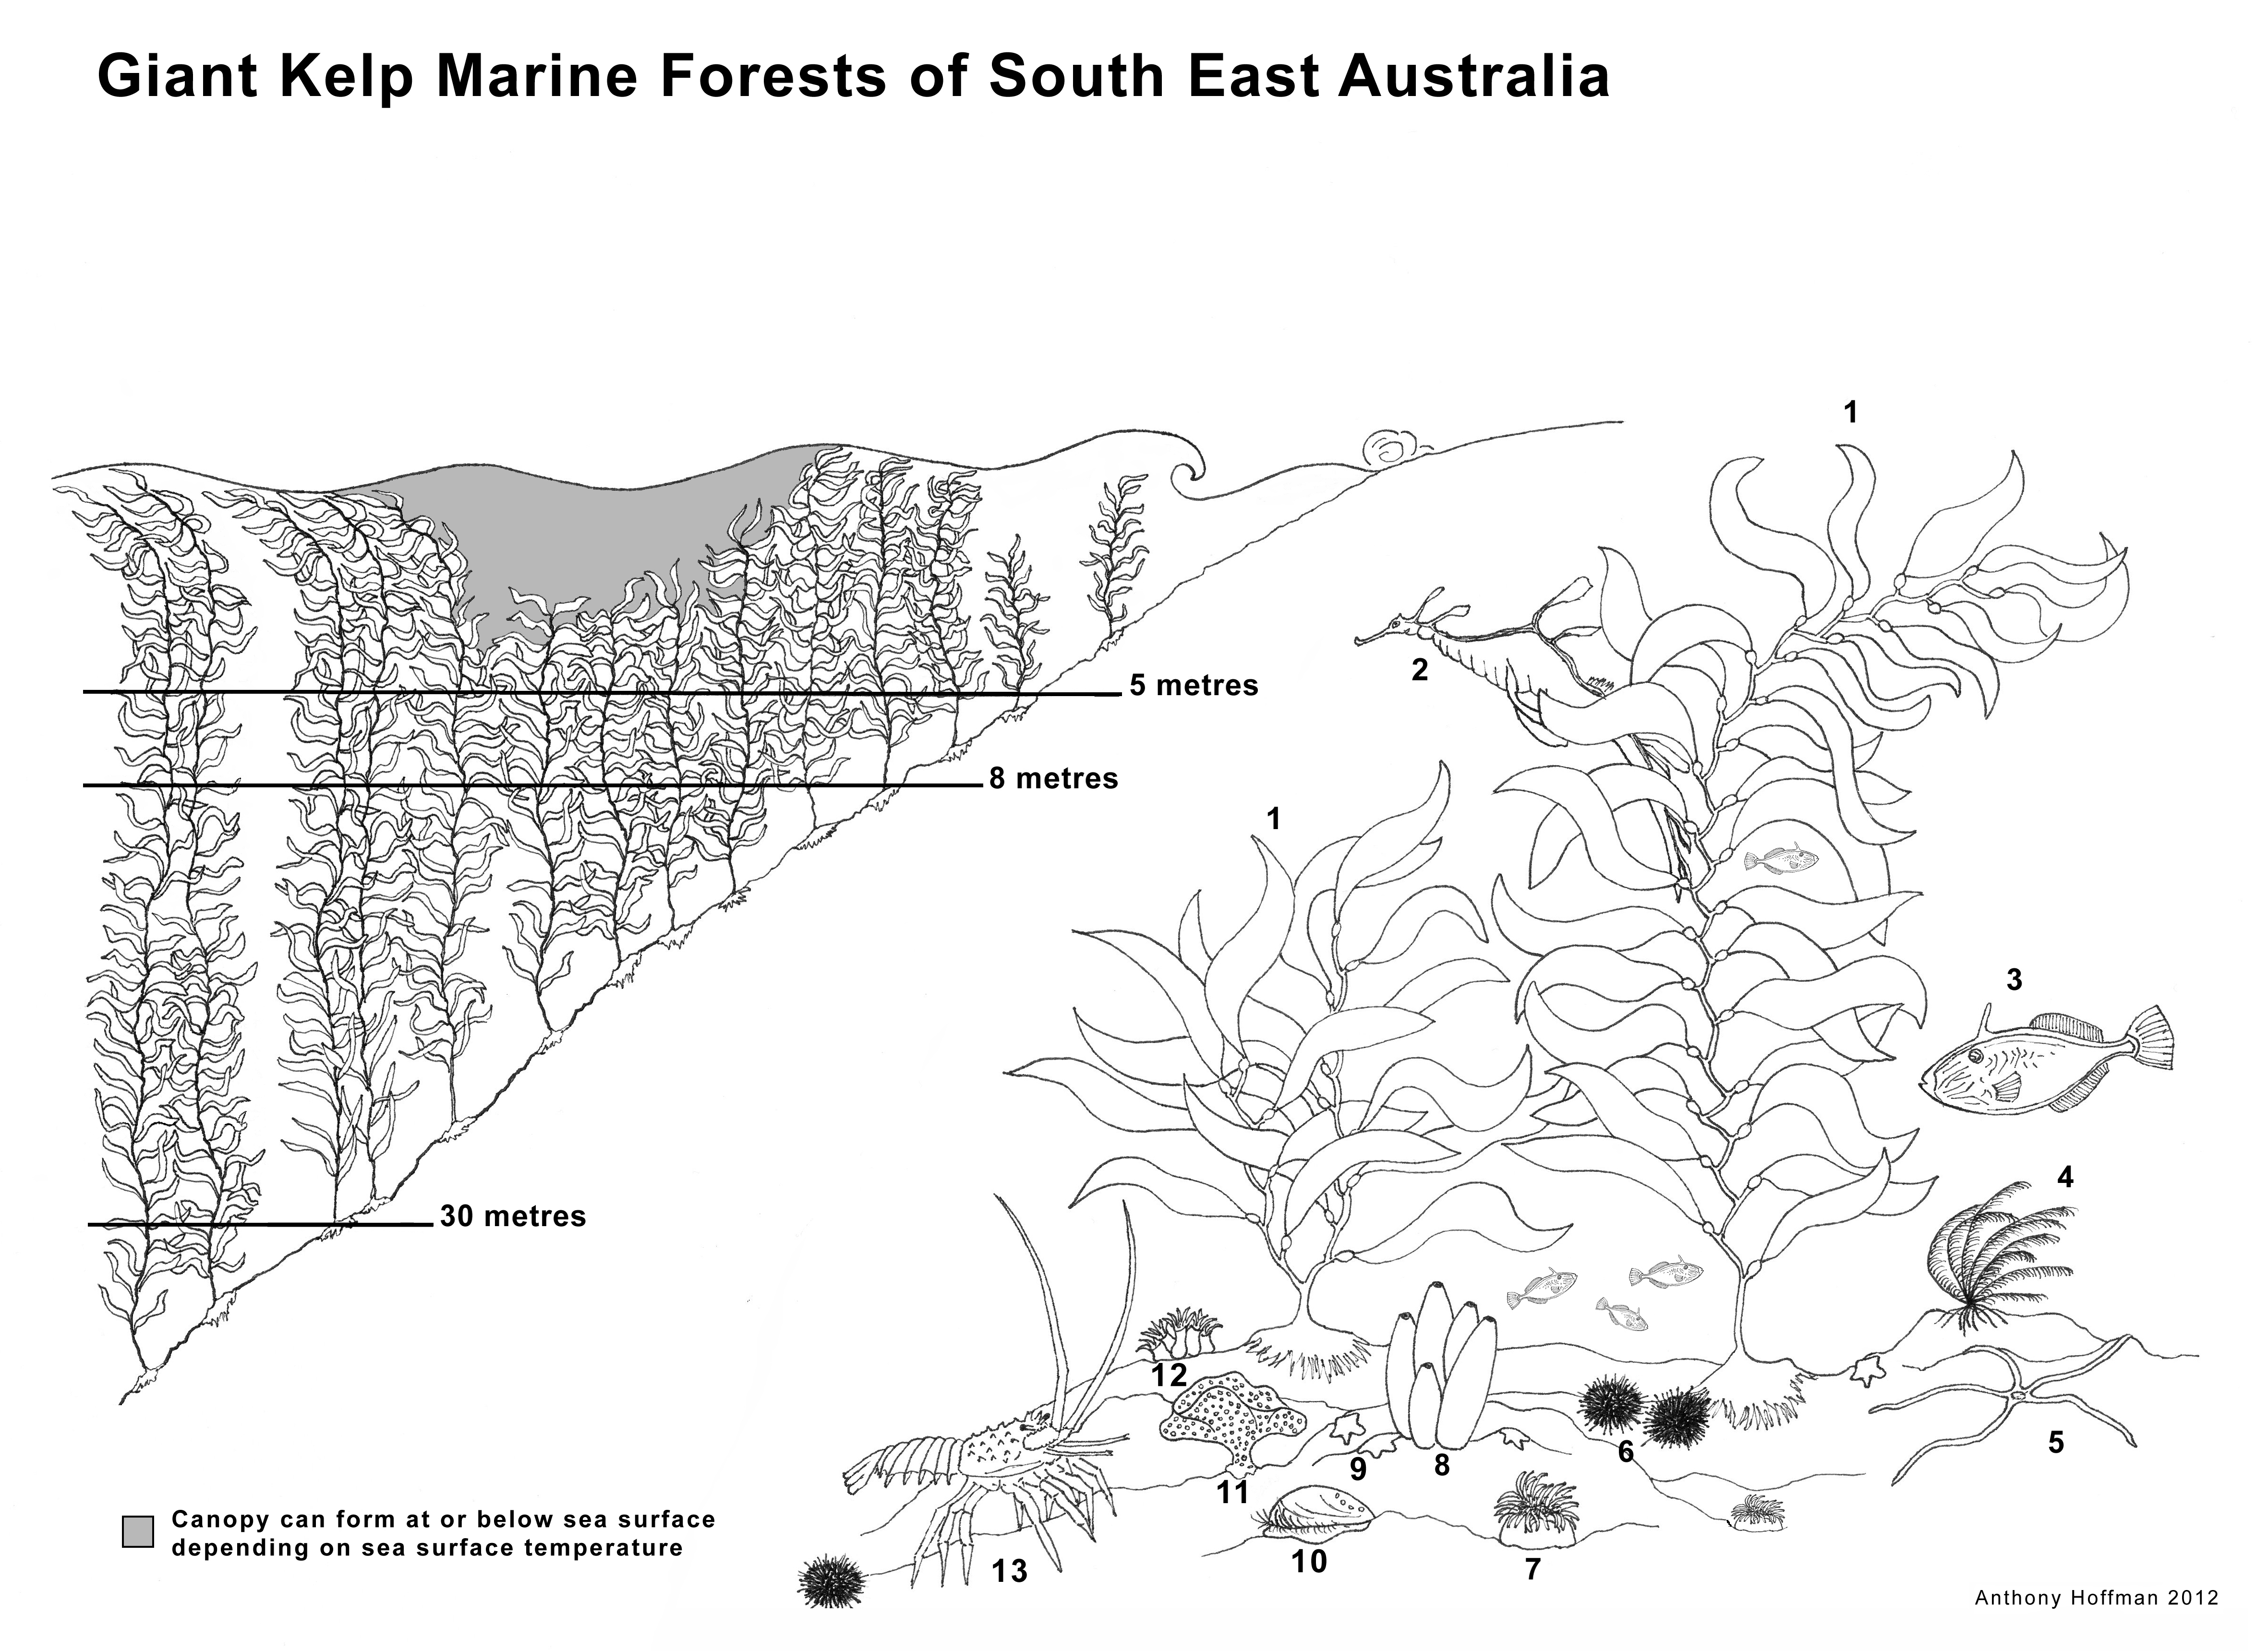 Giant Kelp Marine Forests of South East Australia
1
2
5 metres
8 metres
1
3
4
30 metres
12
5
6
9
8
11
Canopy can form at or below sea surface
depending on sea surface temperature
13
10
7
Anthony Hoffman 2012